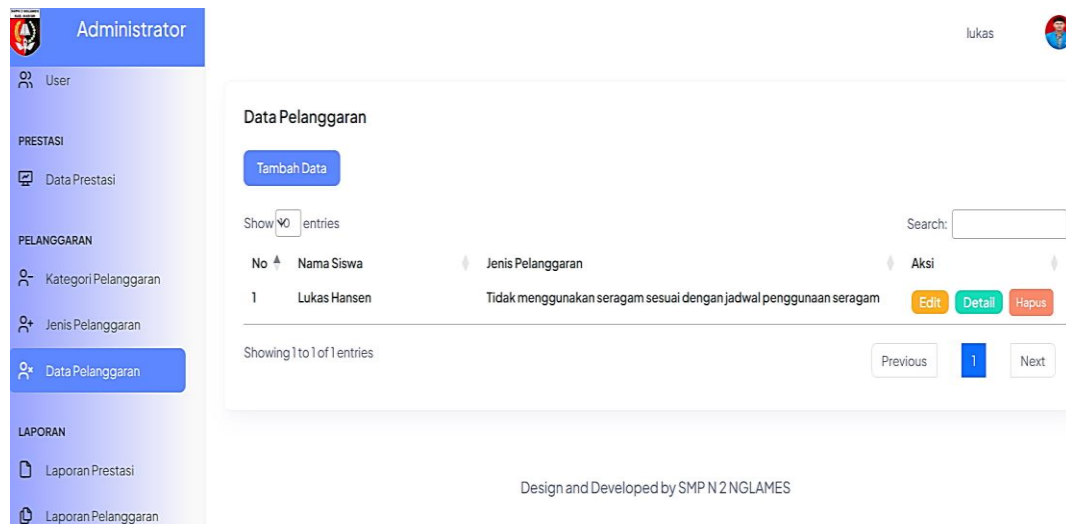 Administrator
lukas
User
PRESTASI
Data Prestasi
PELANGGARAN
Kategori Pelanggaran
Jenis Pelanggaran
Data Pelanggaran
LAPORAN
Laporan Prestasi
Laporan Pelanggaran
Data Pelanggaran
Tambah Data
Show 10 entries
Search:
No Nama Siswa Jenis Pelanggaran Aksi
1 Lukas Hansen Tidak menggunakan seragam sesuai dengan jadwal penggunaan seragam Edit Detail Hapus
Showing 1 to 1 of 1 entries
Previous 1 Next
Design and Developed by SMP N 2 NGLAMES